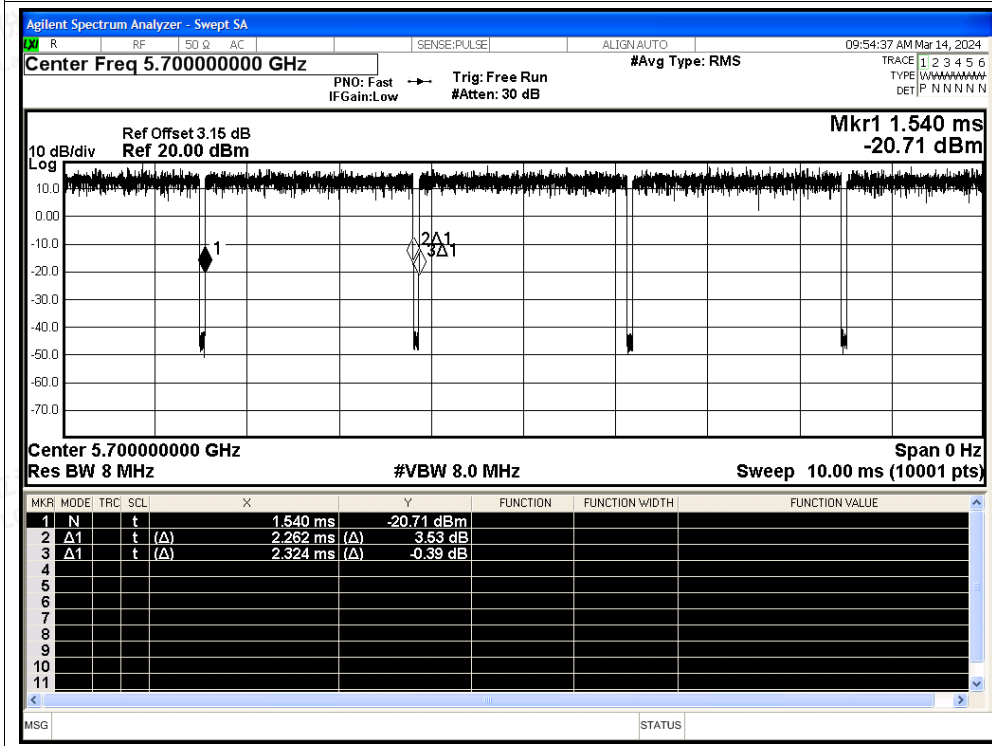 Agilent Spectrum Analyzer - Swept SA
LXI R RF 50 Ω AC SENSE:PULSE ALIGN AUTO 09:54:37 AM Mar 14, 2024
Center Freq 5.700000000 GHz #Avg Type: RMS TRACE 1 2 3 4 5 6
PNO: Fast Trig: Free Run TYPE WWWWWW
IFGain:Low #Atten: 30 dB DET P N N N N N
Mkr1 1.540 ms
Ref Offset 3.15 dB
10 dB/div Ref 20.00 dBm -20.71 dBm
Log
10.0
0.00
-10.0
-20.0
-30.0
-40.0
-50.0
-60.0
-70.0
1
2Δ1
3Δ1
Center 5.700000000 GHz Span 0 Hz
Res BW 8 MHz #VBW 8.0 MHz Sweep 10.00 ms (10001 pts)
MKR MODE TRC SCL X Y FUNCTION FUNCTION WIDTH FUNCTION VALUE
1 N t 1.540 ms -20.71 dBm
2 Δ1 t (Δ) 2.262 ms (Δ) 3.53 dB
3 Δ1 t (Δ) 2.324 ms (Δ) -0.39 dB
4
5
6
7
8
9
10
11
MSG STATUS